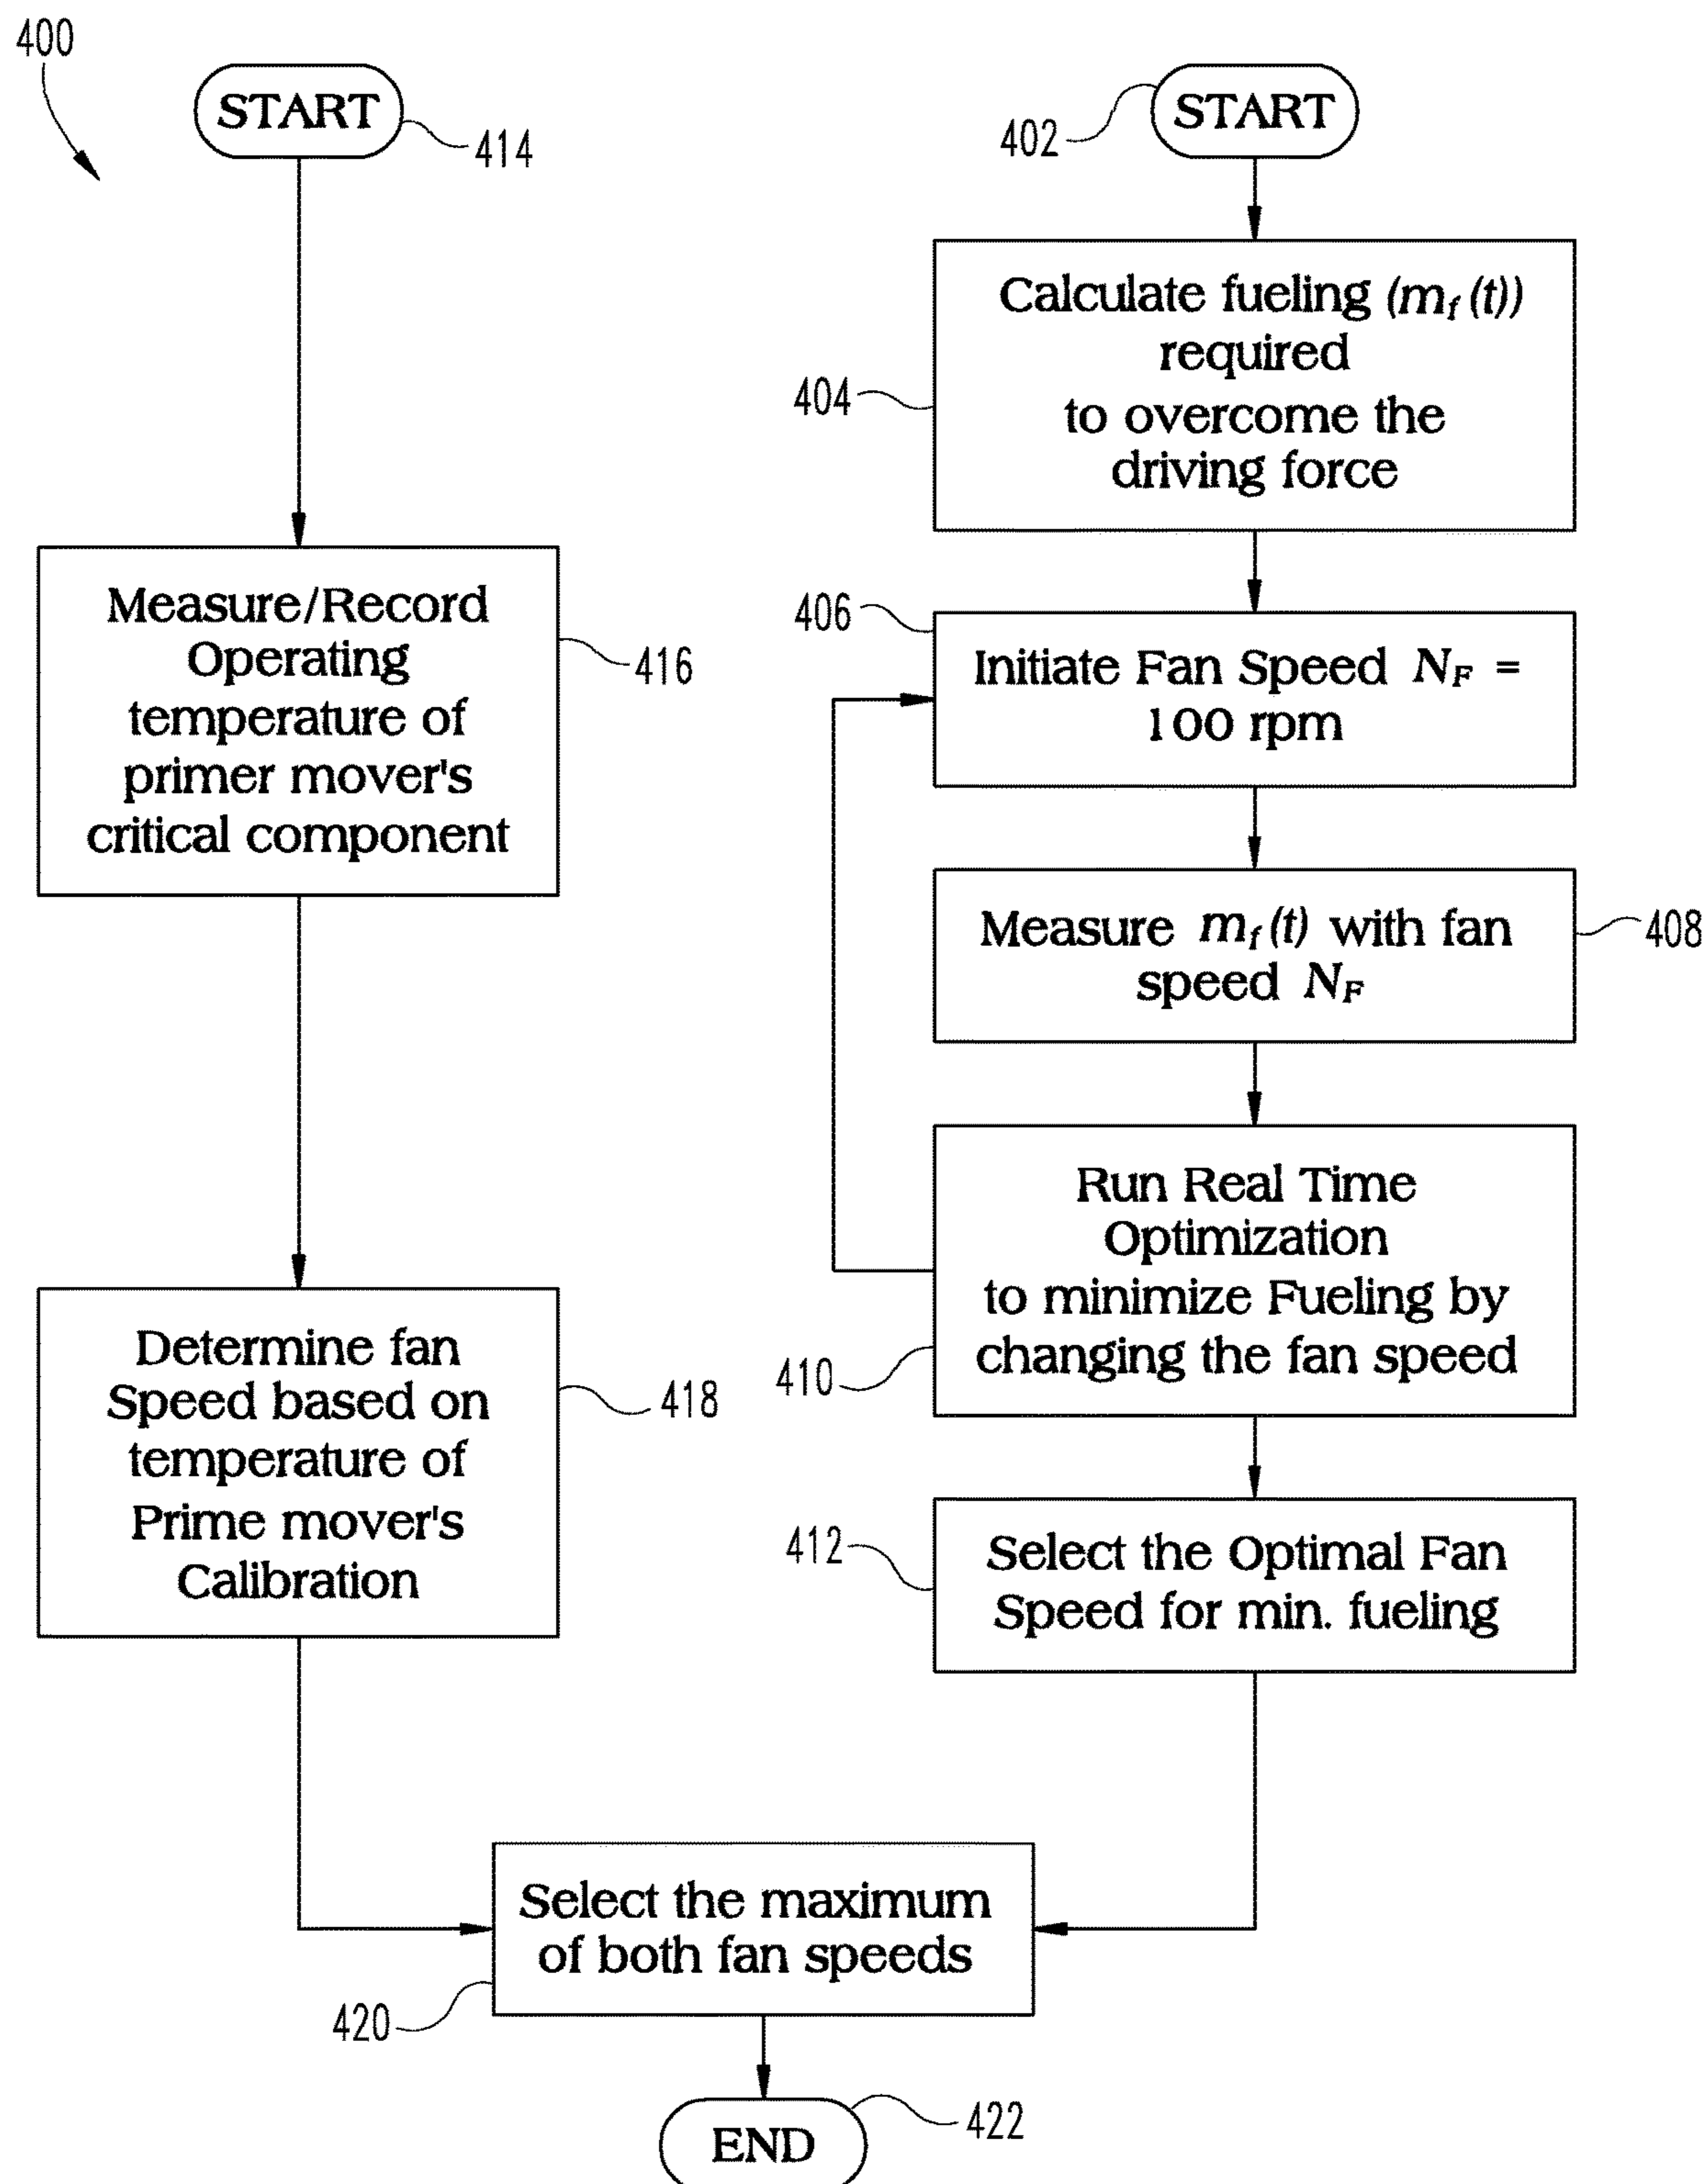 400
START
414
Measure/Record
Operating
temperature of
primer mover's
critical component
416
Determine fan
Speed based on
temperature of
Prime mover's
Calibration
418
START
402
Calculate fueling (m_f (t))
required
to overcome the
driving force
404
406
Initiate Fan Speed N_F =
100 rpm
Measure m_f (t) with fan
speed N_F
408
Run Real Time
Optimization
to minimize Fueling by
changing the fan speed
410
412
Select the Optimal Fan
Speed for min. fueling
Select the maximum
of both fan speeds
420
END
422